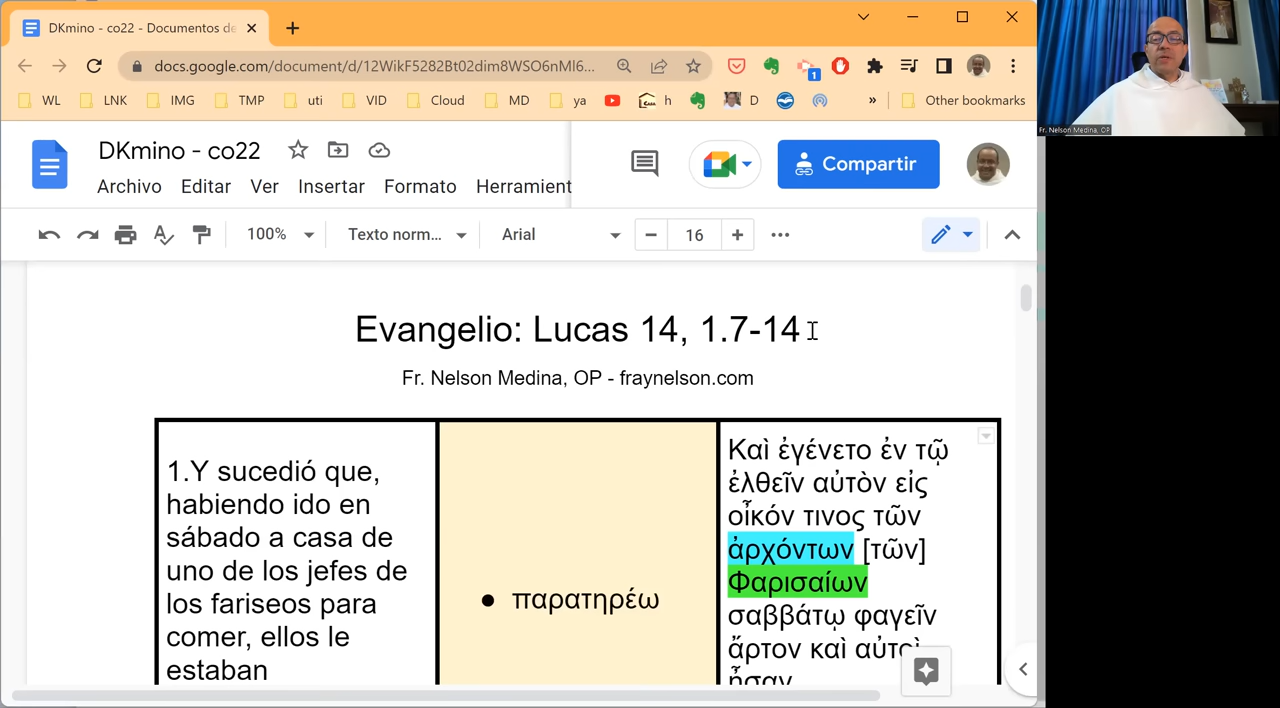 DKmino - co22 - Documentos de
docs.google.com/document/d/12WikF5282Bt02dim8WSO6nMl6...
WL
LNK
IMG
TMP
uti
VID
Cloud
MD
ya
h
D
»
Other bookmarks
1
Fr. Nelson Medina, OP
DKmino - co22
Compartir
Archivo Editar Ver Insertar Formato Herramient
100% Texto norm... Arial 16
Evangelio: Lucas 14, 1.7-14
Fr. Nelson Medina, OP - fraynelson.com
1.Y sucedió que,
habiendo ido en
sábado a casa de
uno de los jefes de
los fariseos para
comer, ellos le
estaban
● παρατηρέω
Καὶ ἐγένετο ἐν τῷ
ἐλθεῖν αὐτὸν εἰς
οἶκόν τινος τῶν
ἀρχόντων [τῶν]
Φαρισαίων
σαββάτῳ φαγεῖν
ἄρτον καὶ αὐτοὶ
ἦσαν